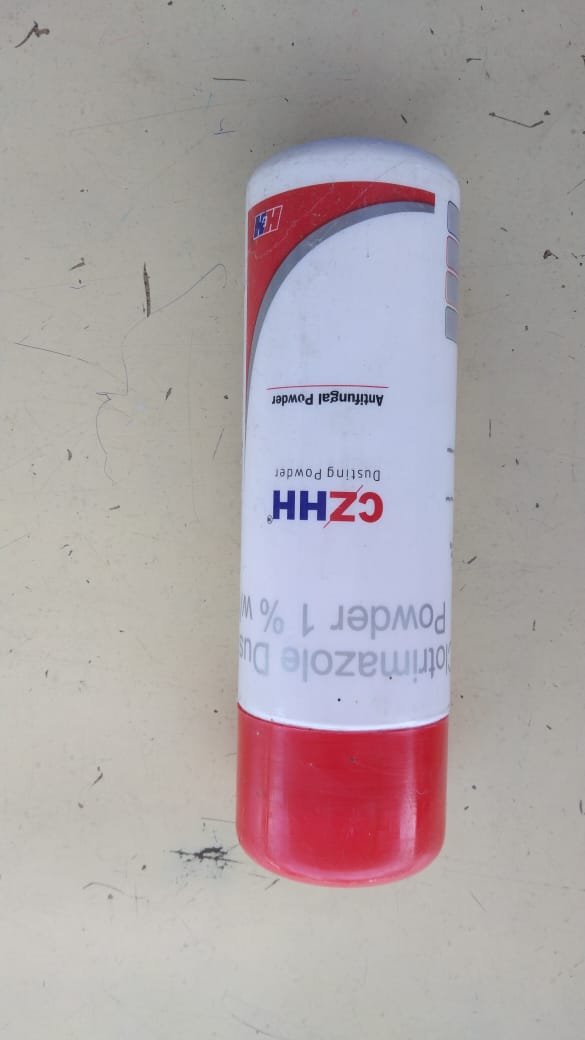 Clotrimazole Dus
Powder 1 % w
CZHH®
Dusting Powder
Antifungal Powder